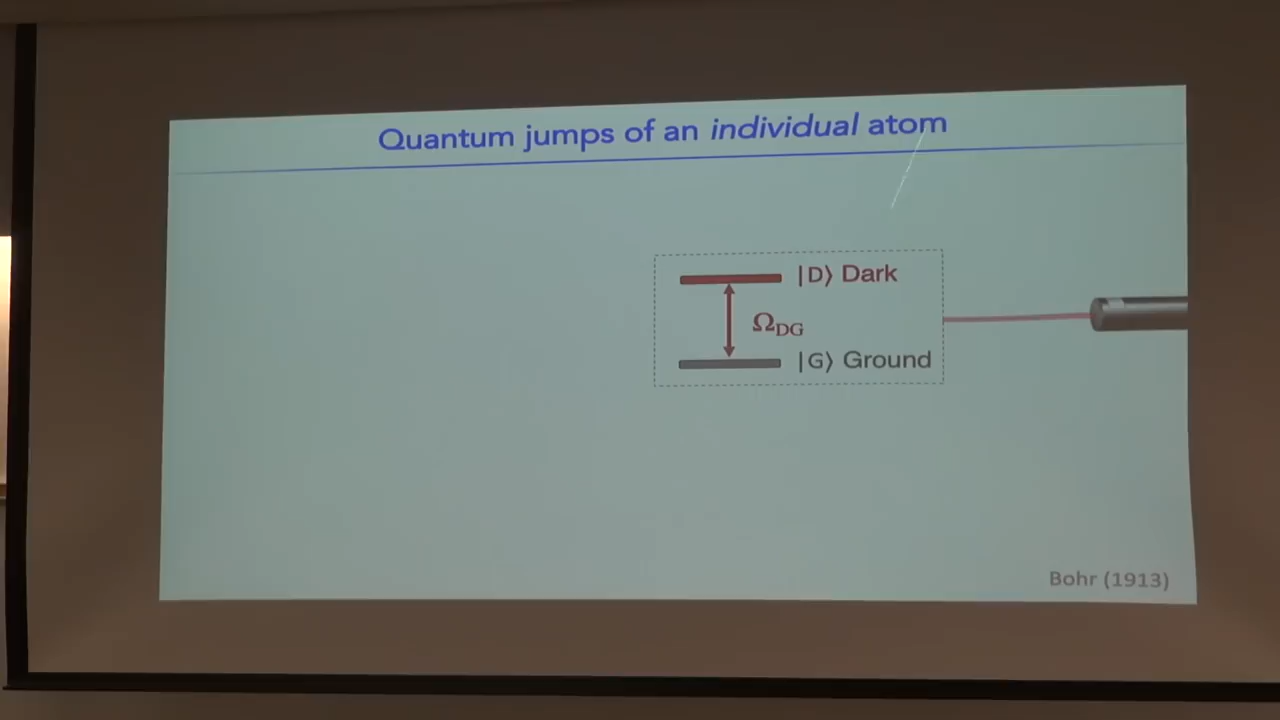 Quantum jumps of an individual atom
|D⟩ Dark
Ω_DG
|G⟩ Ground
Bohr (1913)